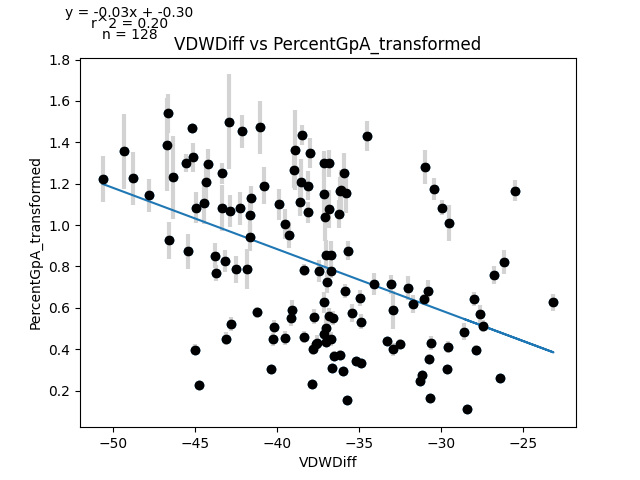 y = -0.03x + -0.30
r^2 = 0.20
n = 128
VDWDiff vs PercentGpA_transformed
PercentGpA_transformed
1.8
1.6
1.4
1.2
1.0
0.8
0.6
0.4
0.2
−50
−45
−40
−35
−30
−25
VDWDiff